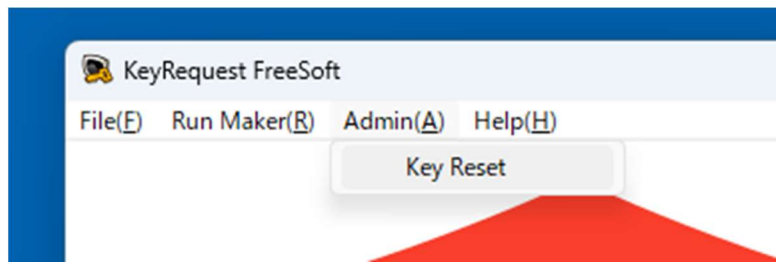 KeyRequest FreeSoft
File(F) Run Maker(R) Admin(A) Help(H)
Key Reset